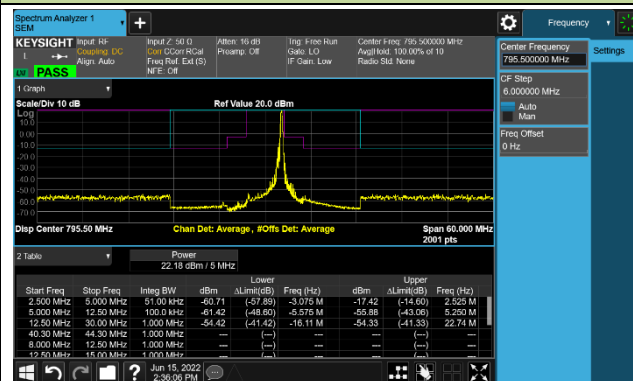 Spectrum Analyzer 1
SEM
+
Frequency
KEYSIGHT
L
PASS
Input: RF
Coupling: DC
Align: Auto
Input Z: 50 Ω
Corr CCorr RCal
Freq Ref: Ext (S)
NFE: Off
Atten: 16 dB
Preamp: Off
Trig: Free Run
Gate: LO
IF Gain: Low
Center Freq: 795.500000 MHz
Avg|Hold: 100.00% of 10
Radio Std: None
Center Frequency
795.500000 MHz
Settings
CF Step
6.000000 MHz
Auto
Man
Freq Offset
0 Hz
1 Graph
Scale/Div 10 dB
Ref Value 20.0 dBm
Log
10.0
0.00
-10.0
-20.0
-30.0
-40.0
-50.0
-60.0
-70.0
Disp Center 795.50 MHz
Chan Det: Average , #Offs Det: Average
Span 60.000 MHz
2001 pts
2 Table
Power
22.18 dBm / 5 MHz
Lower Upper
Start Freq Stop Freq Integ BW dBm ΔLimit(dB) Freq (Hz) dBm ΔLimit(dB) Freq (Hz)
2.500 MHz 5.000 MHz 51.00 kHz -60.71 (-57.89) -3.075 M -17.42 (-14.60) 2.525 M
5.000 MHz 12.50 MHz 100.0 kHz -61.42 (-48.60) -5.575 M -55.88 (-43.06) 5.250 M
12.50 MHz 30.00 MHz 1.000 MHz -54.42 (-41.42) -16.11 M -54.33 (-41.33) 22.74 M
40.30 MHz 44.30 MHz 1.000 MHz --- (---) --- --- (---) ---
8.000 MHz 12.50 MHz 1.000 MHz --- (---) --- --- (---) ---
12.50 MHz 15.00 MHz 1.000 MHz --- (---) --- --- (---) ---
?
Jun 15, 2022
2:36:06 PM